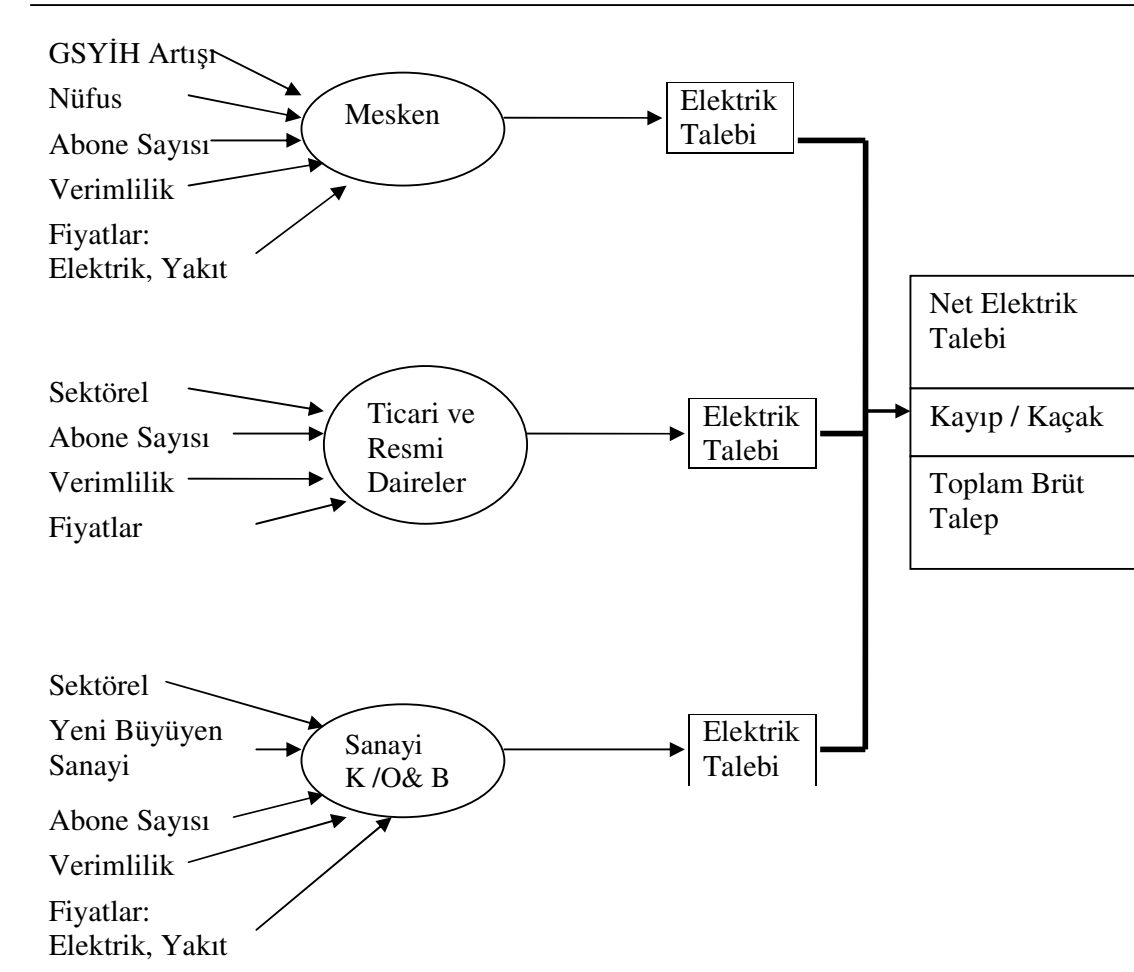 GSYİH Artışı
Nüfus
Abone Sayısı
Verimlilik
Fiyatlar:
Elektrik, Yakıt
Mesken
Elektrik
Talebi
Sektörel
Abone Sayısı
Verimlilik
Fiyatlar
Ticari ve
Resmi
Daireler
Elektrik
Talebi
Sektörel
Yeni Büyüyen
Sanayi
Abone Sayısı
Verimlilik
Fiyatlar:
Elektrik, Yakıt
Sanayi
K /O& B
Elektrik
Talebi
Net Elektrik
Talebi
Kayıp / Kaçak
Toplam Brüt
Talep